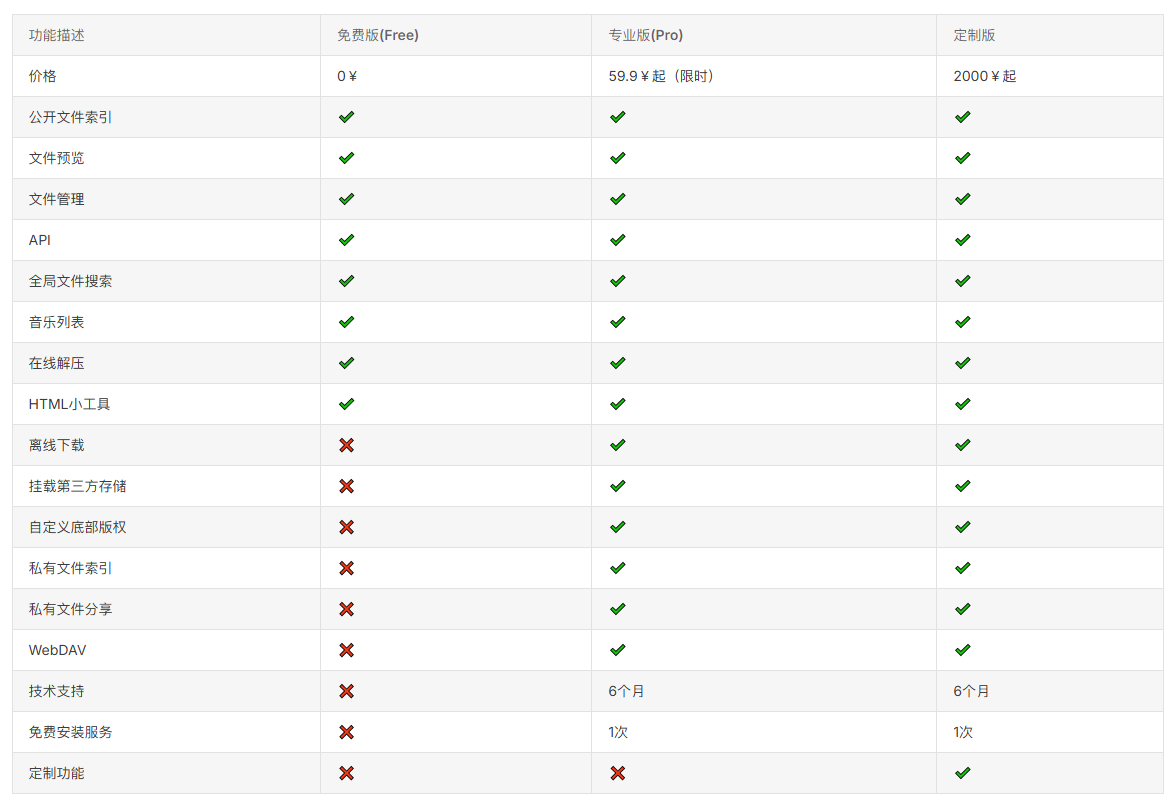 功能描述 免费版(Free) 专业版(Pro) 定制版
价格 0￥ 59.9￥起（限时） 2000￥起
公开文件索引
文件预览
文件管理
API
全局文件搜索
音乐列表
在线解压
HTML小工具
离线下载
挂载第三方存储
自定义底部版权
私有文件索引
私有文件分享
WebDAV
技术支持 6个月 6个月
免费安装服务 1次 1次
定制功能